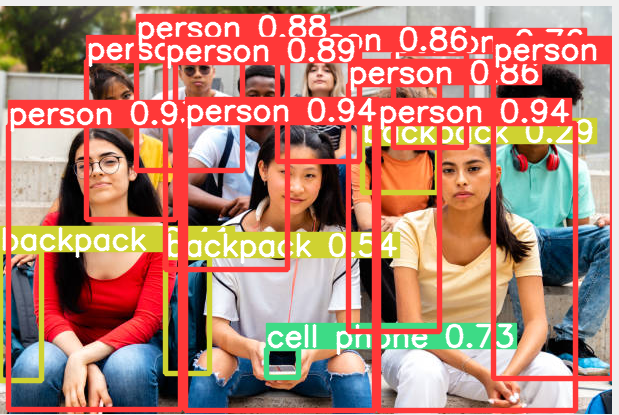 person 0.88
person 0.86
person 0.89
person
person 0.86
person 0.9
person 0.94
person 0.94
backpack 0.29
backpack
backpack 0.54
cell phone 0.73